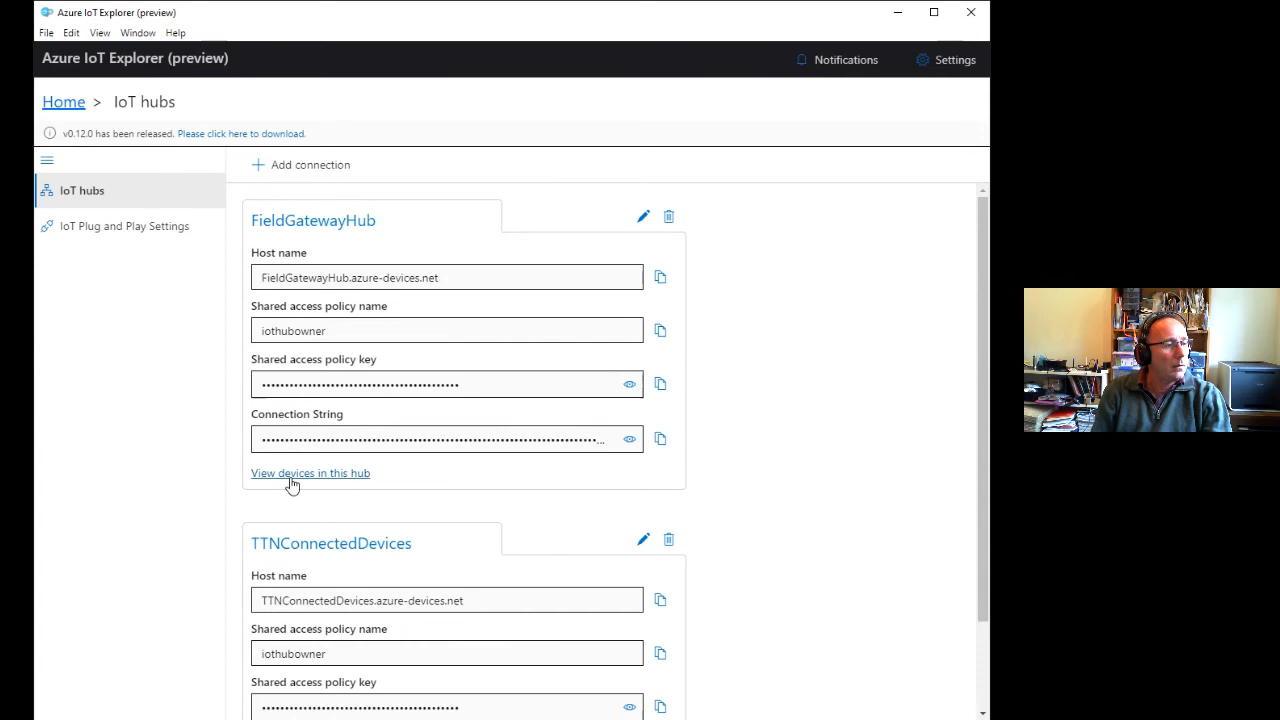 Azure IoT Explorer (preview)
File Edit View Window Help
Azure IoT Explorer (preview)
Notifications
Settings
Home > IoT hubs
v0.12.0 has been released. Please click here to download.
IoT hubs
IoT Plug and Play Settings
Add connection
FieldGatewayHub
Host name
FieldGatewayHub.azure-devices.net
Shared access policy name
iothubowner
Shared access policy key
••••••••••••••••••••••••••••••••••••••••••••
Connection String
••••••••••••••••••••••••••••••••••••••••••••••••••••••••••••••••••••••••...
View devices in this hub
TTNConnectedDevices
Host name
TTNConnectedDevices.azure-devices.net
Shared access policy name
iothubowner
Shared access policy key
••••••••••••••••••••••••••••••••••••••••••••